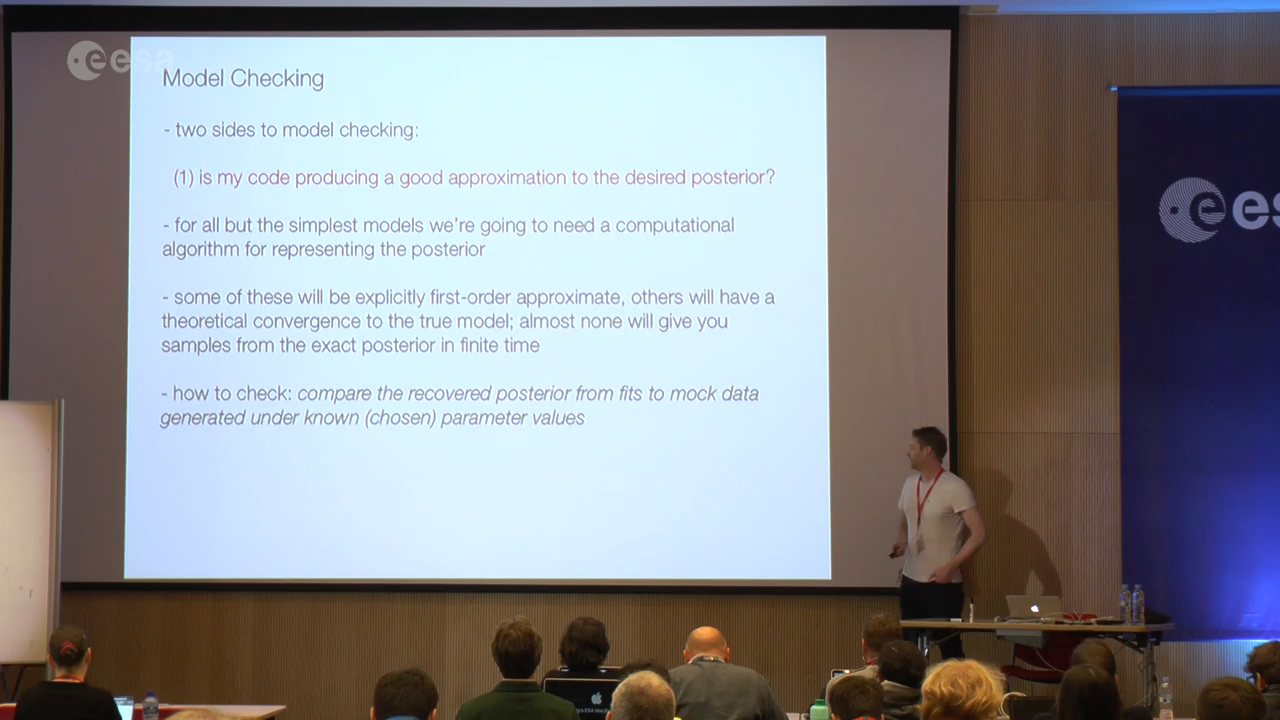 esa
Model Checking
- two sides to model checking:
(1) is my code producing a good approximation to the desired posterior?
- for all but the simplest models we're going to need a computational
algorithm for representing the posterior
- some of these will be explicitly first-order approximate, others will have a
theoretical convergence to the true model; almost none will give you
samples from the exact posterior in finite time
- how to check: compare the recovered posterior from fits to mock data
generated under known (chosen) parameter values
es